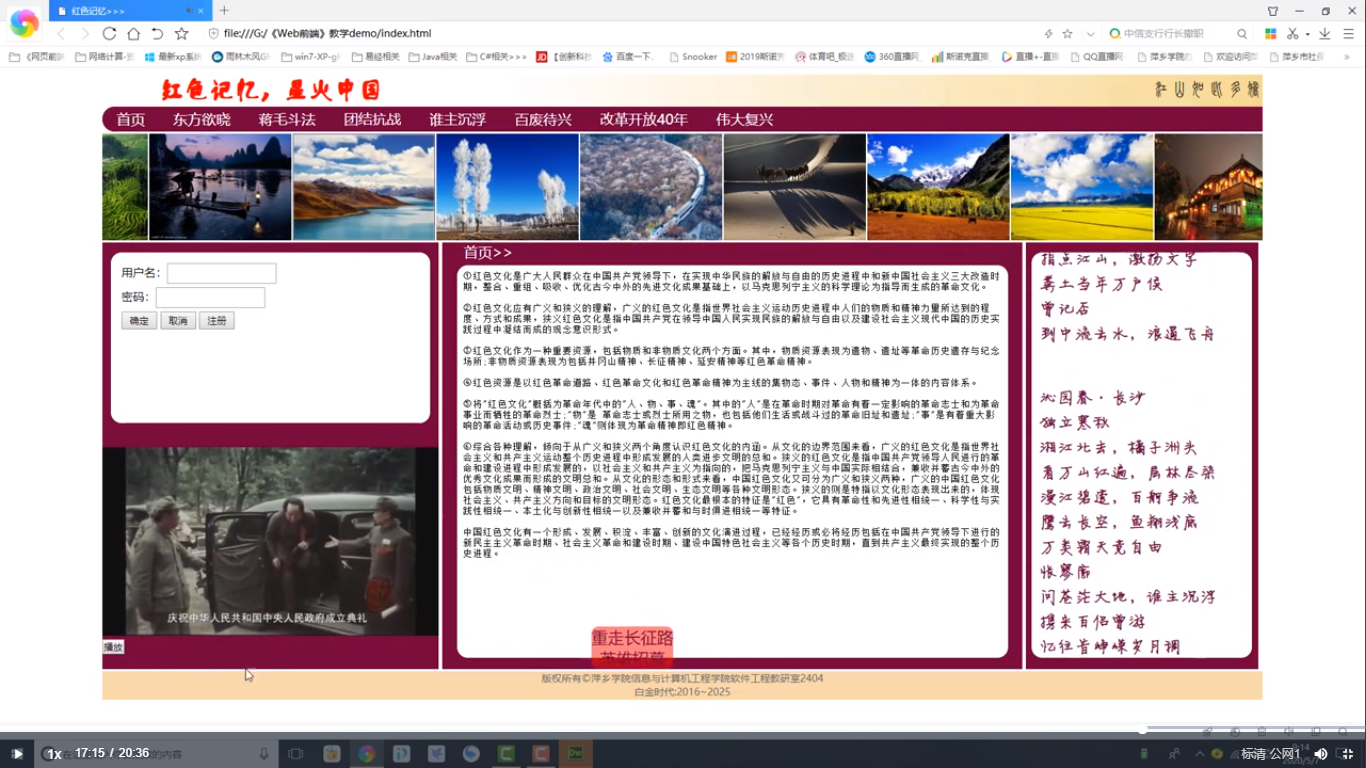 红色记忆>>>
file:///G:/《Web前端》教学demo/index.html
中信支行行长撤职
《网页前端
网络计算-
最新xp系
雨林木风G
win7-XP-g
易经相关
Java相关
C#相关>>>
【创新科
百度一下，
Snooker
2019斯诺
体育吧_极
360直播网
斯诺克直播
直播+-直播
QQ直播网
萍乡学院
欢迎访问
萍乡市社
»
红色记忆，星火中国
江山如此多娇
首页 东方欲晓 蒋毛斗法 团结抗战 谁主沉浮 百废待兴 改革开放40年 伟大复兴
用户名：
密码：
确定 取消 注册
庆祝中华人民共和国中央人民政府成立典礼
播放
首页>>
①红色文化是广大人民群众在中国共产党领导下，在实现中华民族的解放与自由的历史进程中和新中国社会主义三大改造时
期，整合、重组、吸收、优化古今中外的先进文化成果基础上，以马克思列宁主义的科学理论为指导而生成的革命文化。
②红色文化应有广义和狭义的理解，广义的红色文化是指世界社会主义运动历史进程中人们的物质和精神力量所达到的程
度、方式和成果，狭义红色文化是指中国共产党在领导中国人民实现民族的解放与自由以及建设社会主义现代中国的历史实
践过程中凝结而成的观念意识形式。
③红色文化作为一种重要资源，包括物质和非物质文化两个方面。其中，物质资源表现为遗物、遗址等革命历史遗存与纪念
场所;非物质资源表现为包括井冈山精神、长征精神、延安精神等红色革命精神。
④红色资源是以红色革命道路、红色革命文化和红色革命精神为主线的集物态、事件、人物和精神为一体的内容体系。
⑤将"红色文化"概括为革命年代中的"人、物、事、魂"。其中的"人"是在革命时期对革命有着一定影响的革命志士和为革命
事业而牺牲的革命烈士;"物"是 革命志士或烈士所用之物，也包括他们生活或战斗过的革命旧址和遗址;"事"是有着重大影
响的革命活动或历史事件;"魂"则体现为革命精神即红色精神。
⑥综合各种理解，倾向于从广义和狭义两个角度认识红色文化的内涵。从文化的边界范围来看，广义的红色文化是指世界社
会主义和共产主义运动整个历史进程中形成发展的人类进步文明的总和。狭义的红色文化是指中国共产党领导人民进行的革
命和建设进程中形成发展的，以社会主义和共产主义为指向的，把马克思列宁主义与中国实际相结合，兼收并蓄古今中外的
优秀文化成果而形成的文明总和。从文化的形态和形式来看，中国红色文化又可分为广义和狭义两种，广义的中国红色文化
包括物质文明、精神文明、政治文明、社会文明、生态文明等各种文明形态。狭义的则是特指以文化形态表现出来的，体现
社会主义、共产主义方向和目标的文明形态。红色文化最根本的特征是"红色"，它具有革命性和先进性相统一、科学性与实
践性相统一、本土化与创新性相统一以及兼收并蓄和与时俱进相统一等特征。
中国红色文化有一个形成、发展、积淀、丰富、创新的文化演进过程，已经经历或必将经历包括在中国共产党领导下进行的
新民主主义革命时期、社会主义革命和建设时期、建设中国特色社会主义等各个历史时期，直到共产主义最终实现的整个历
史进程。
重走长征路
英雄招募
指点江山，激扬文字
粪土当年万户侯
曾记否
到中流击水，浪遏飞舟
沁园春·长沙
独立寒秋
湘江北去，橘子洲头
看万山红遍，层林尽染
漫江碧透，百舸争流
鹰击长空，鱼翔浅底
万类霜天竞自由
怅寥廓
问苍茫大地，谁主沉浮
携来百侣曾游
忆往昔峥嵘岁月稠
版权所有©萍乡学院信息与计算机工程学院软件工程教研室2404
白金时代:2016~2025
1x 17:15 / 20:36
的内容
标清 公网1